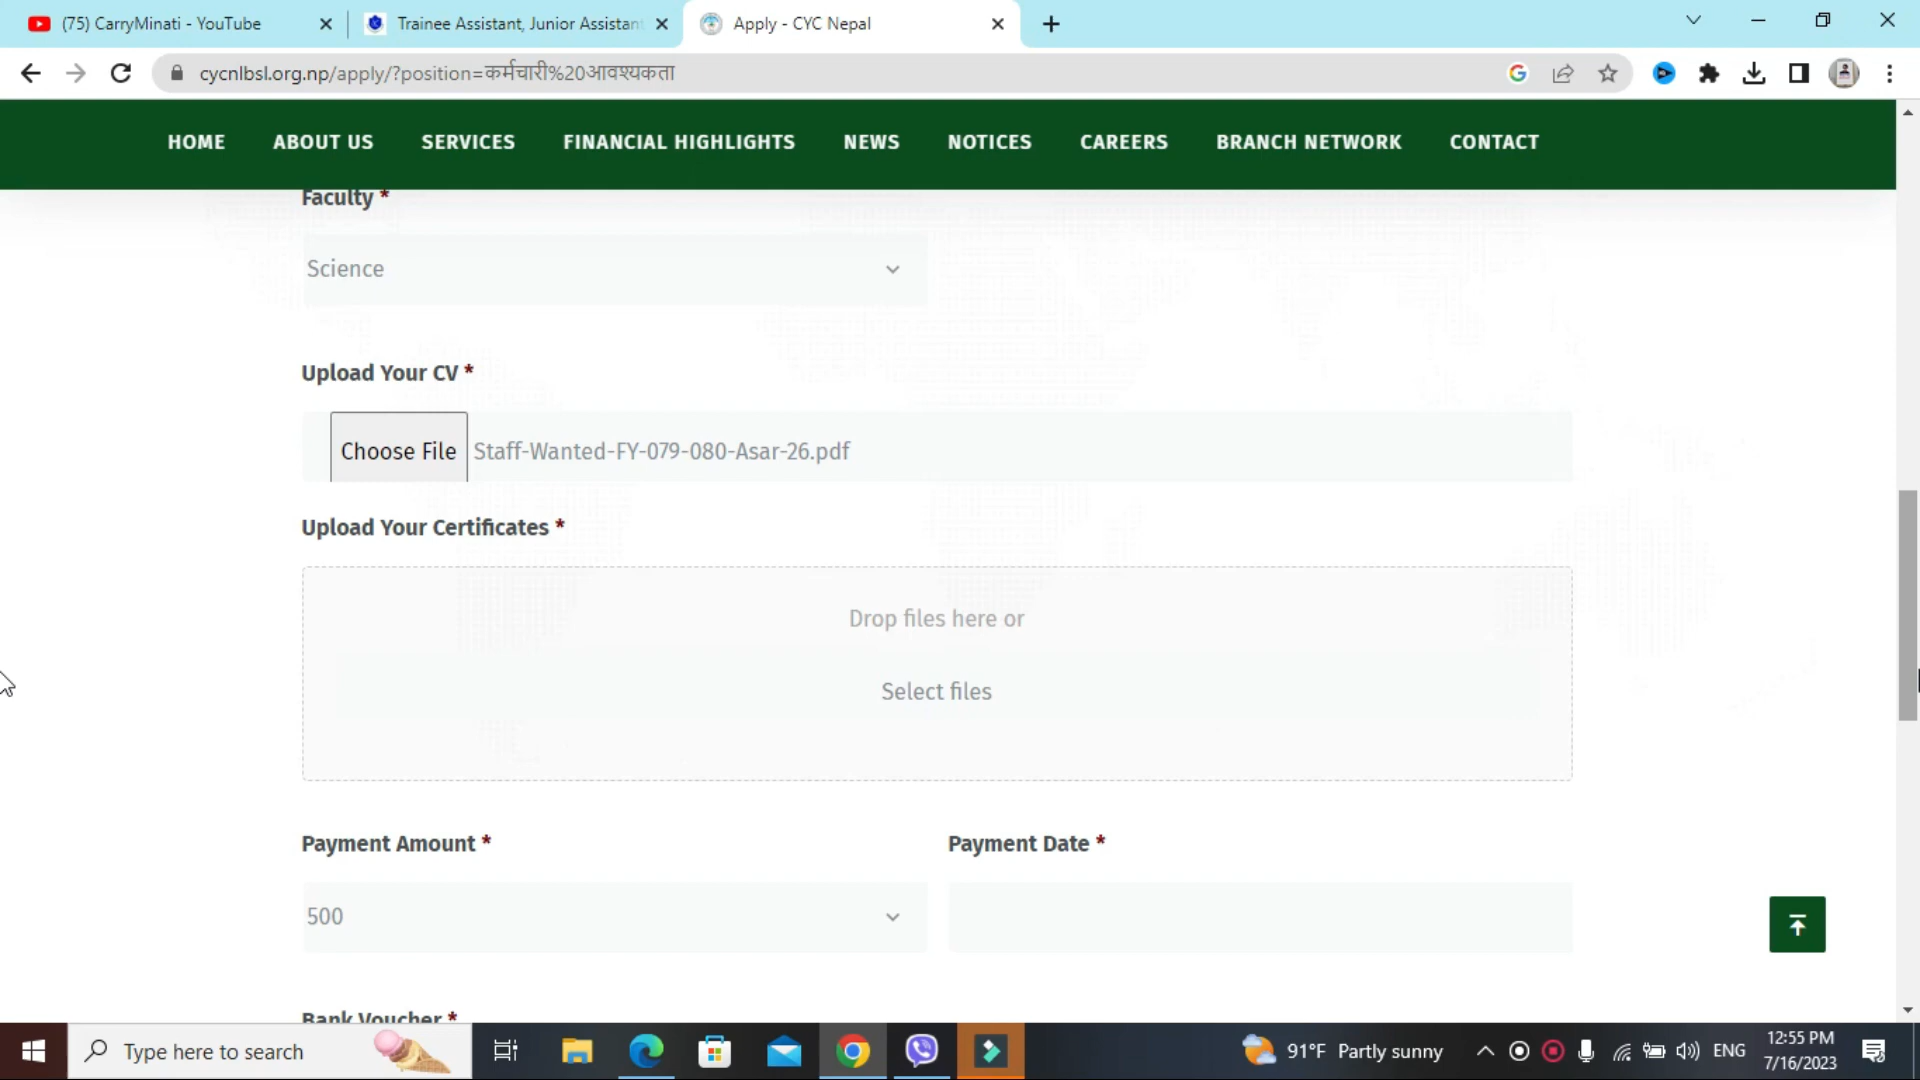 (75) CarryMinati - YouTube
Trainee Assistant, Junior Assistan
Apply - CYC Nepal
cycnlbsl.org.np/apply/?position=कर्मचारी%20आवश्यकता
HOME ABOUT US SERVICES FINANCIAL HIGHLIGHTS NEWS NOTICES CAREERS BRANCH NETWORK CONTACT
Faculty *
Science
Upload Your CV *
Choose File Staff-Wanted-FY-079-080-Asar-26.pdf
Upload Your Certificates *
Drop files here or
Select files
Payment Amount * Payment Date *
500
Bank Voucher *
Type here to search
91°F Partly sunny
ENG
12:55 PM
7/16/2023